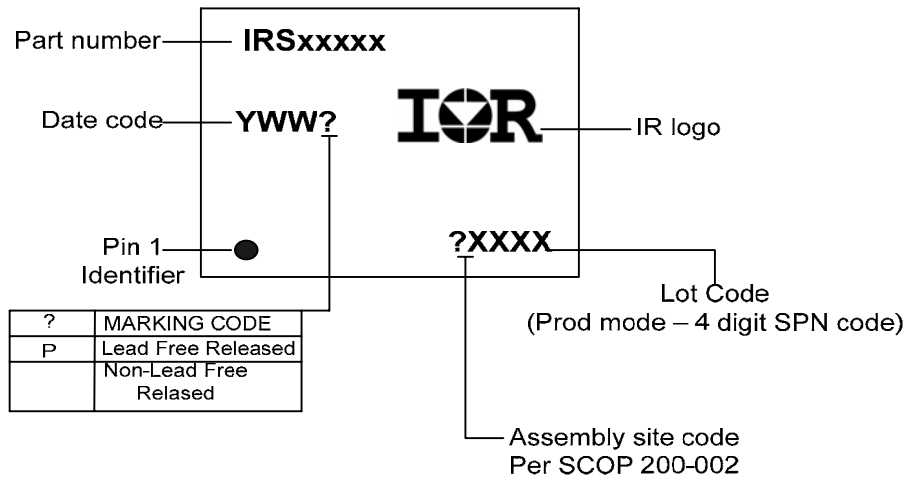 Part number
IRSxxxxx
Date code
YWW?
IOR
IR logo
Pin 1
Identifier
?XXXX
Lot Code
(Prod mode – 4 digit SPN code)
? MARKING CODE
P Lead Free Released
Non-Lead Free
Relased
Assembly site code
Per SCOP 200-002